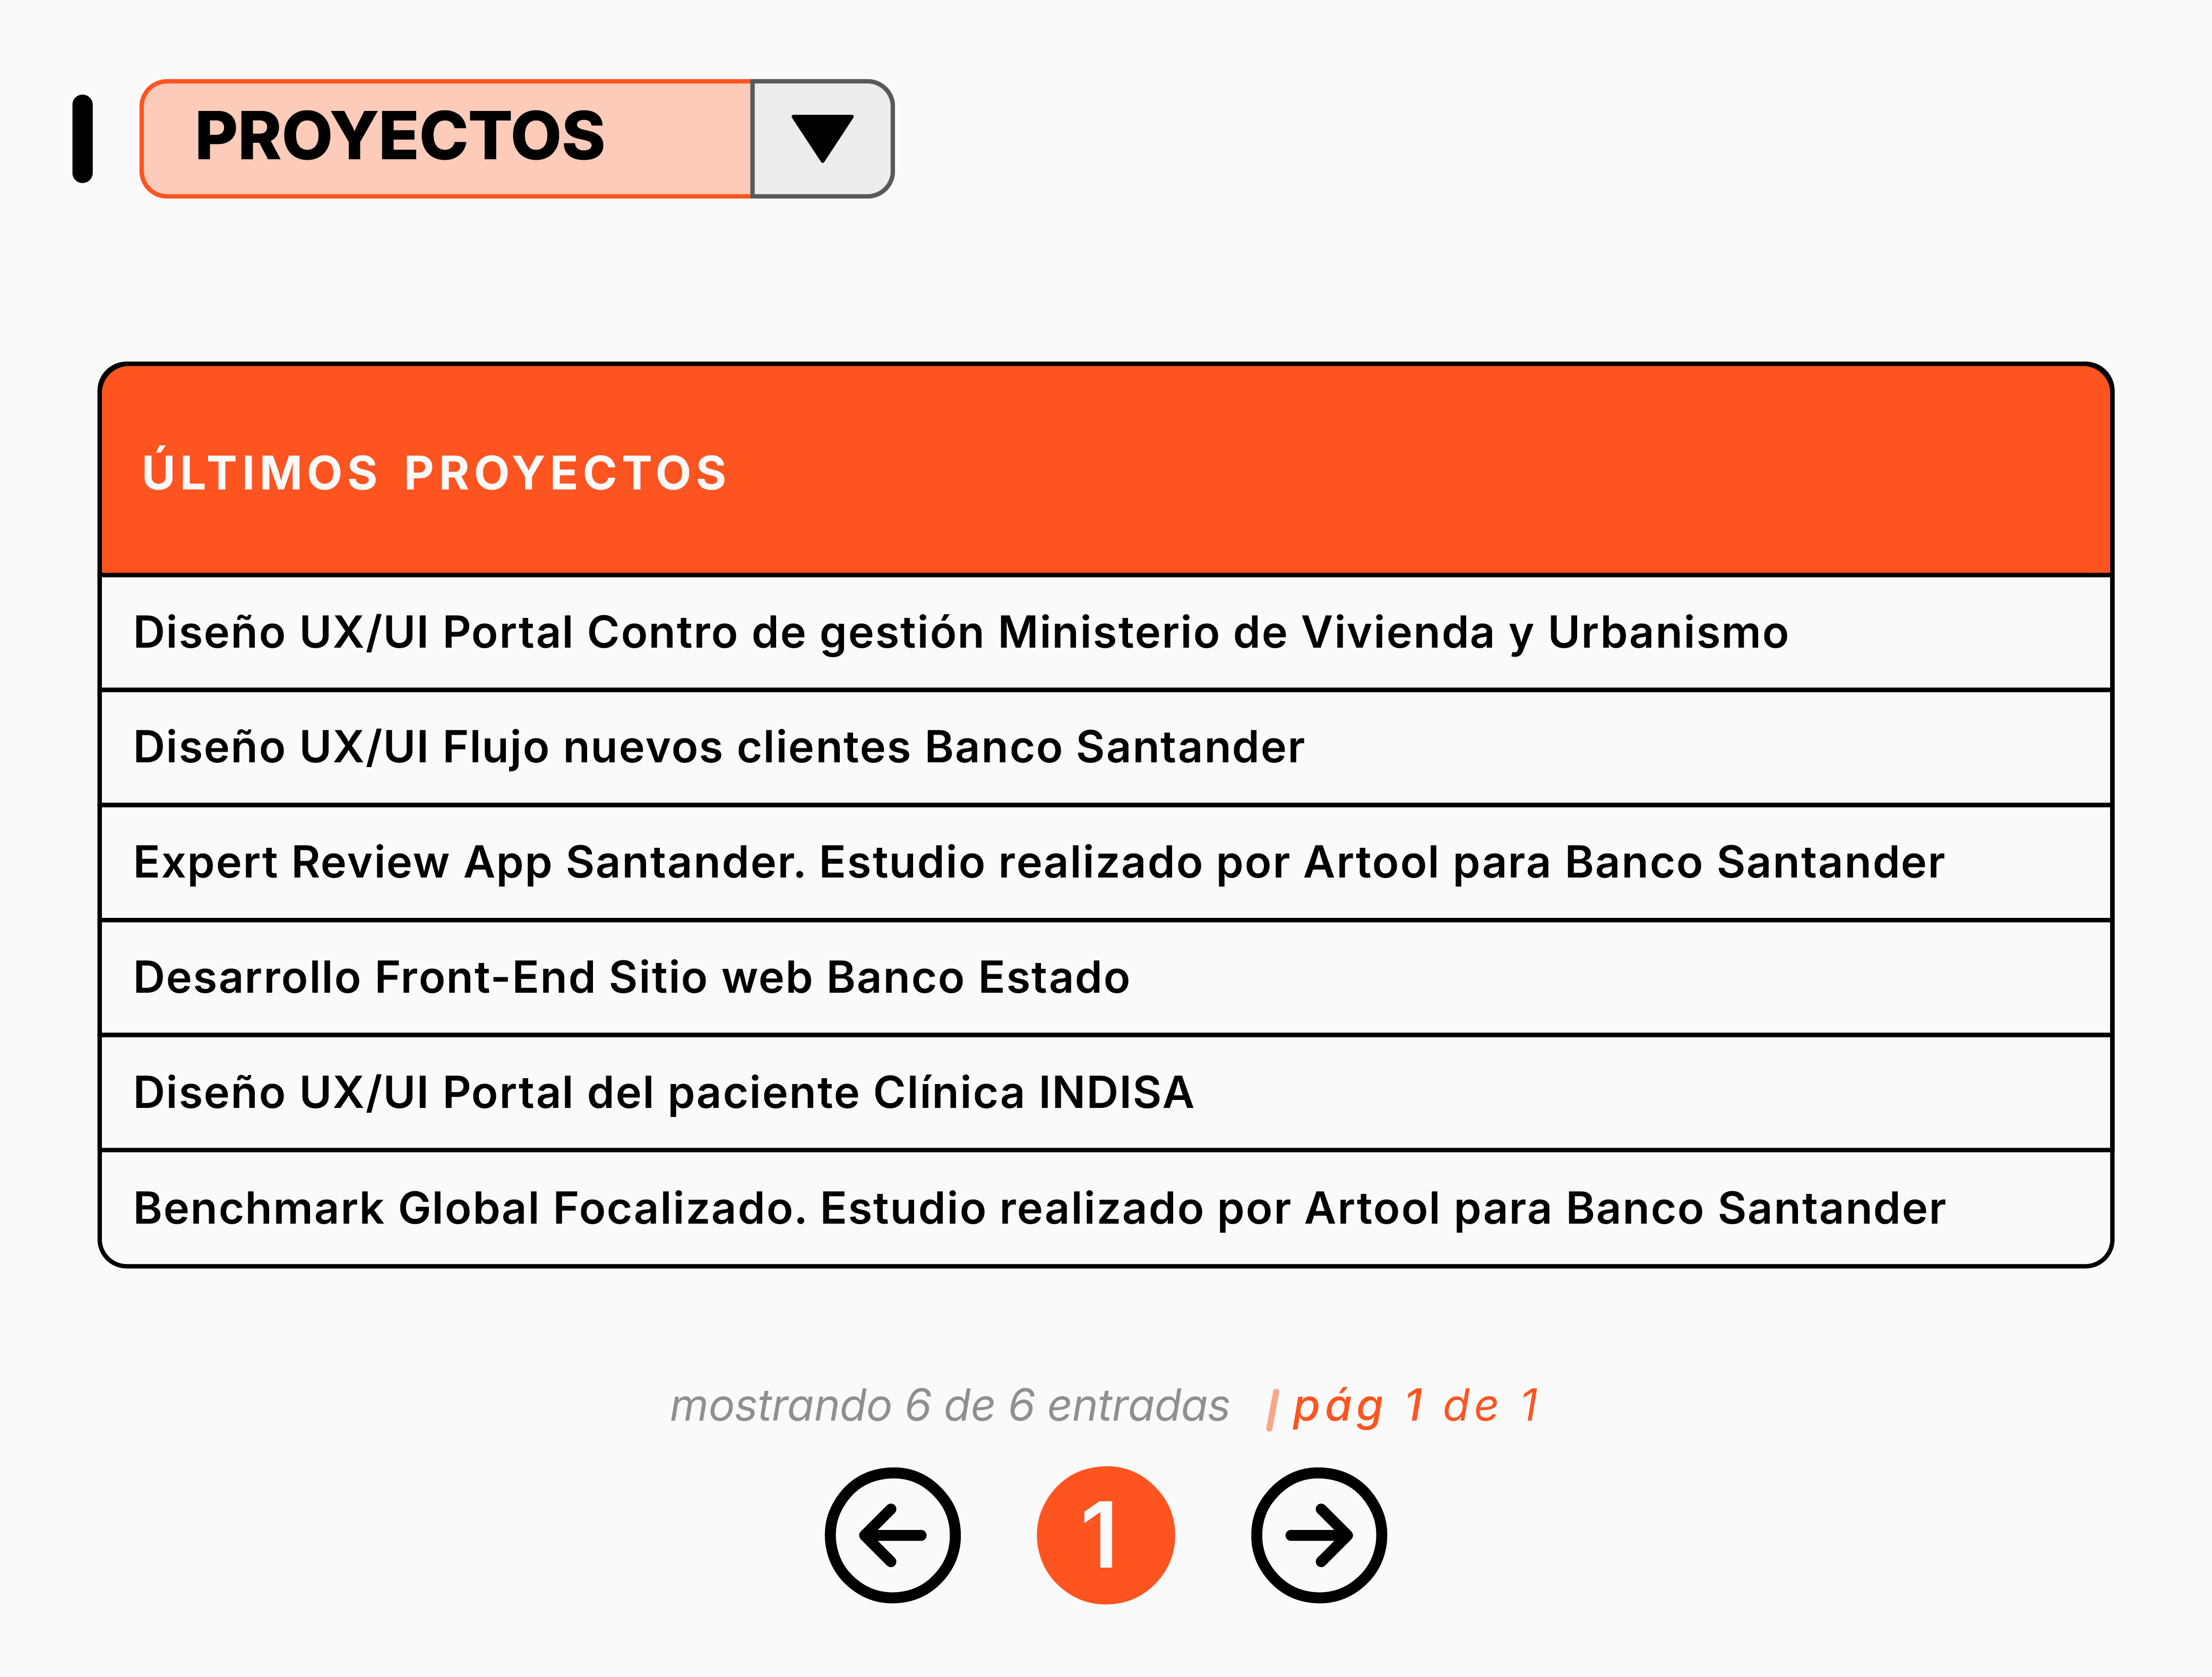 PROYECTOS
ÚLTIMOS PROYECTOS
Diseño UX/UI Portal Contro de gestión Ministerio de Vivienda y Urbanismo
Diseño UX/UI Flujo nuevos clientes Banco Santander
Expert Review App Santander. Estudio realizado por Artool para Banco Santander
Desarrollo Front-End Sitio web Banco Estado
Diseño UX/UI Portal del paciente Clínica INDISA
Benchmark Global Focalizado. Estudio realizado por Artool para Banco Santander
mostrando 6 de 6 entradas | pág 1 de 1
1